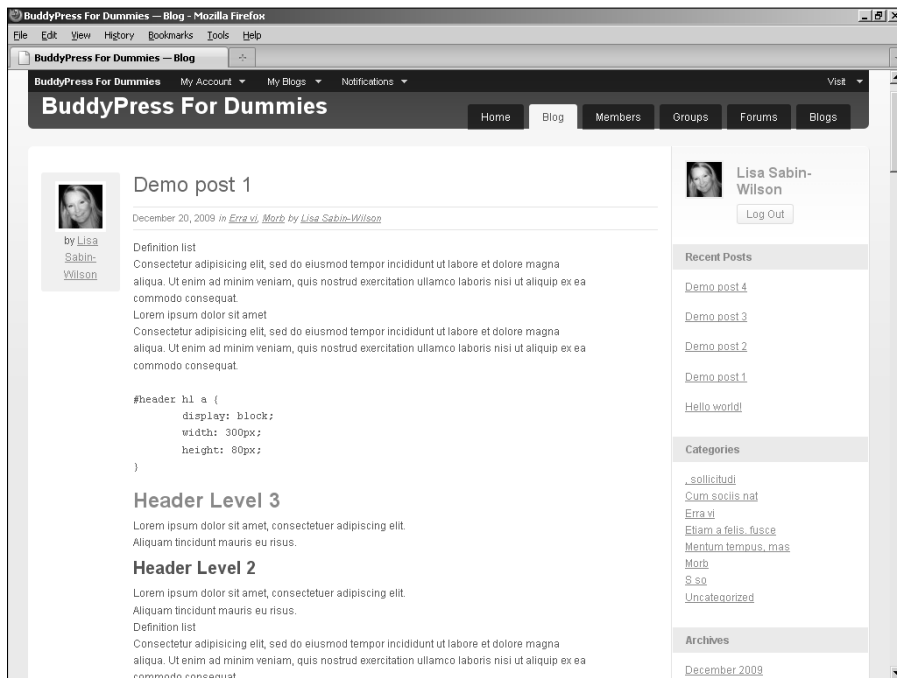 BuddyPress For Dummies — Blog - Mozilla Firefox
File Edit View History Bookmarks Tools Help
BuddyPress For Dummies — Blog
BuddyPress For Dummies My Account My Blogs Notifications Visit
BuddyPress For Dummies
Home Blog Members Groups Forums Blogs
by Lisa
Sabin-
Wilson
Demo post 1
December 20, 2009 in Erra vi, Morb by Lisa Sabin-Wilson
Definition list
Consectetur adipisicing elit, sed do eiusmod tempor incididunt ut labore et dolore magna
aliqua. Ut enim ad minim veniam, quis nostrud exercitation ullamco laboris nisi ut aliquip ex ea
commodo consequat.
Lorem ipsum dolor sit amet
Consectetur adipisicing elit, sed do eiusmod tempor incididunt ut labore et dolore magna
aliqua. Ut enim ad minim veniam, quis nostrud exercitation ullamco laboris nisi ut aliquip ex ea
commodo consequat.
#header h1 a {
display: block;
width: 300px;
height: 80px;
}
Header Level 3
Lorem ipsum dolor sit amet, consectetuer adipiscing elit.
Aliquam tincidunt mauris eu risus.
Header Level 2
Lorem ipsum dolor sit amet, consectetuer adipiscing elit.
Aliquam tincidunt mauris eu risus.
Definition list
Consectetur adipisicing elit, sed do eiusmod tempor incididunt ut labore et dolore magna
aliqua. Ut enim ad minim veniam, quis nostrud exercitation ullamco laboris nisi ut aliquip ex ea
commodo consequat.
Lisa Sabin-
Wilson
Log Out
Recent Posts
Demo post 4
Demo post 3
Demo post 2
Demo post 1
Hello world!
Categories
, sollicitudi
Cum sociis nat
Erra vi
Etiam a felis. fusce
Mentum tempus, mas
Morb
S so
Uncategorized
Archives
December 2009